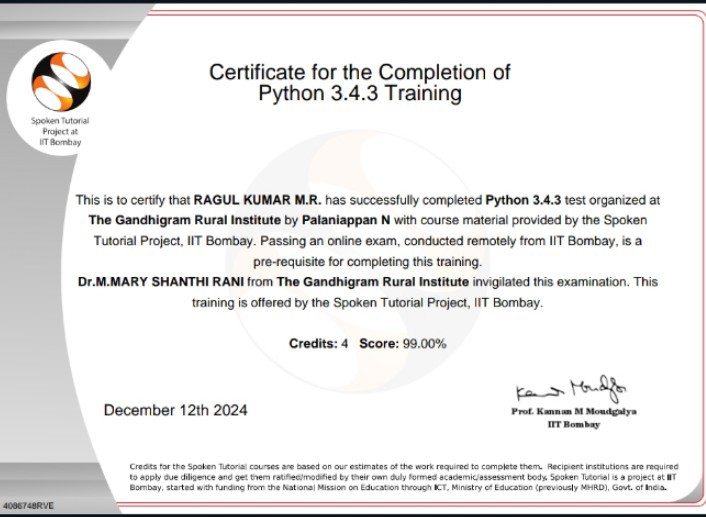 Certificate for the Completion of
Python 3.4.3 Training
Spoken Tutorial
Project at
IIT Bombay
This is to certify that RAGUL KUMAR M.R. has successfully completed Python 3.4.3 test organized at
The Gandhigram Rural Institute by Palaniappan N with course material provided by the Spoken
Tutorial Project, IIT Bombay. Passing an online exam, conducted remotely from IIT Bombay, is a
pre-requisite for completing this training.
Dr.M.MARY SHANTHI RANI from The Gandhigram Rural Institute invigilated this examination. This
training is offered by the Spoken Tutorial Project, IIT Bombay.
Credits: 4 Score: 99.00%
December 12th 2024
Prof. Kannan M Moudgalya
IIT Bombay
Credits for the Spoken Tutorial courses are based on our estimates of the work required to complete them. Recipient institutions are required
to apply due diligence and get them ratified/modified by their own duly formed academic/assessment body. Spoken Tutorial is a project at IIT
Bombay, started with funding from the National Mission on Education through ICT, Ministry of Education (previously MHRD), Govt. of India.
4086748RVE